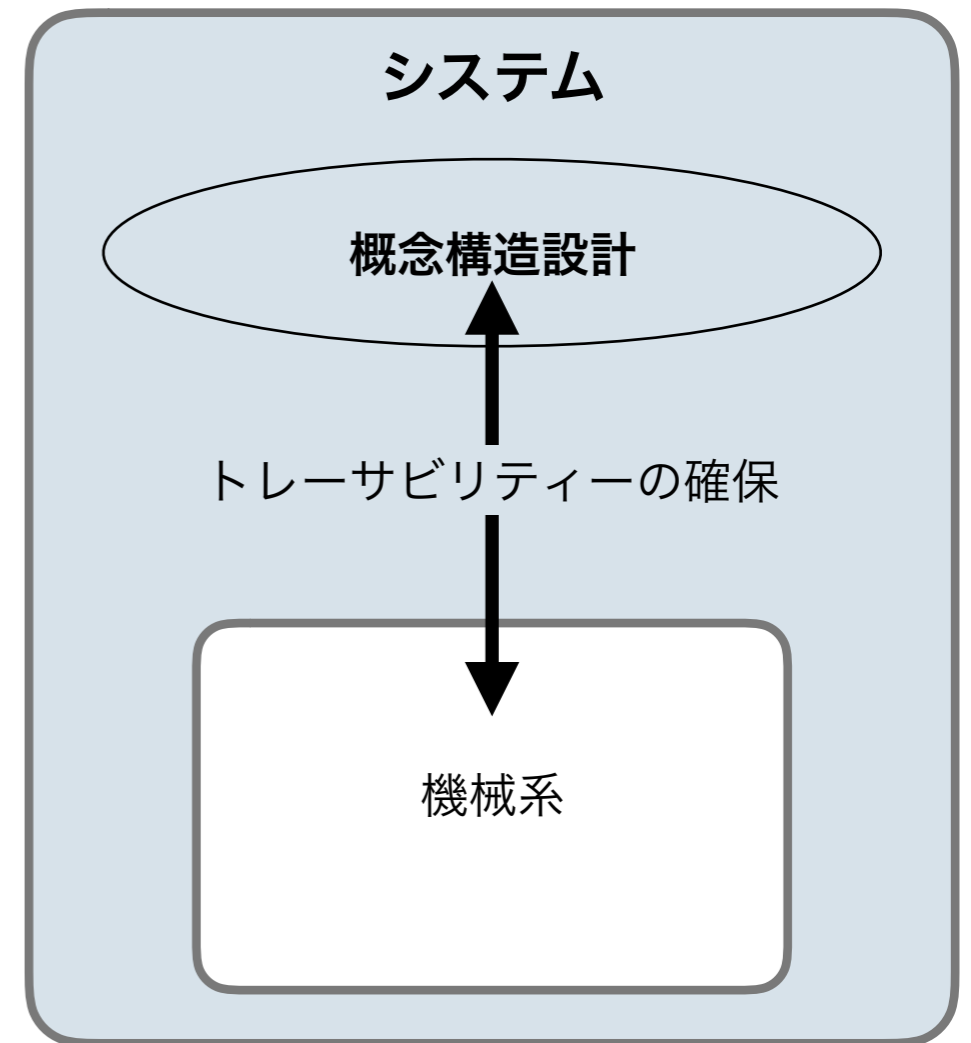 システム
概念構造設計
トレーサビリティーの確保
機械系